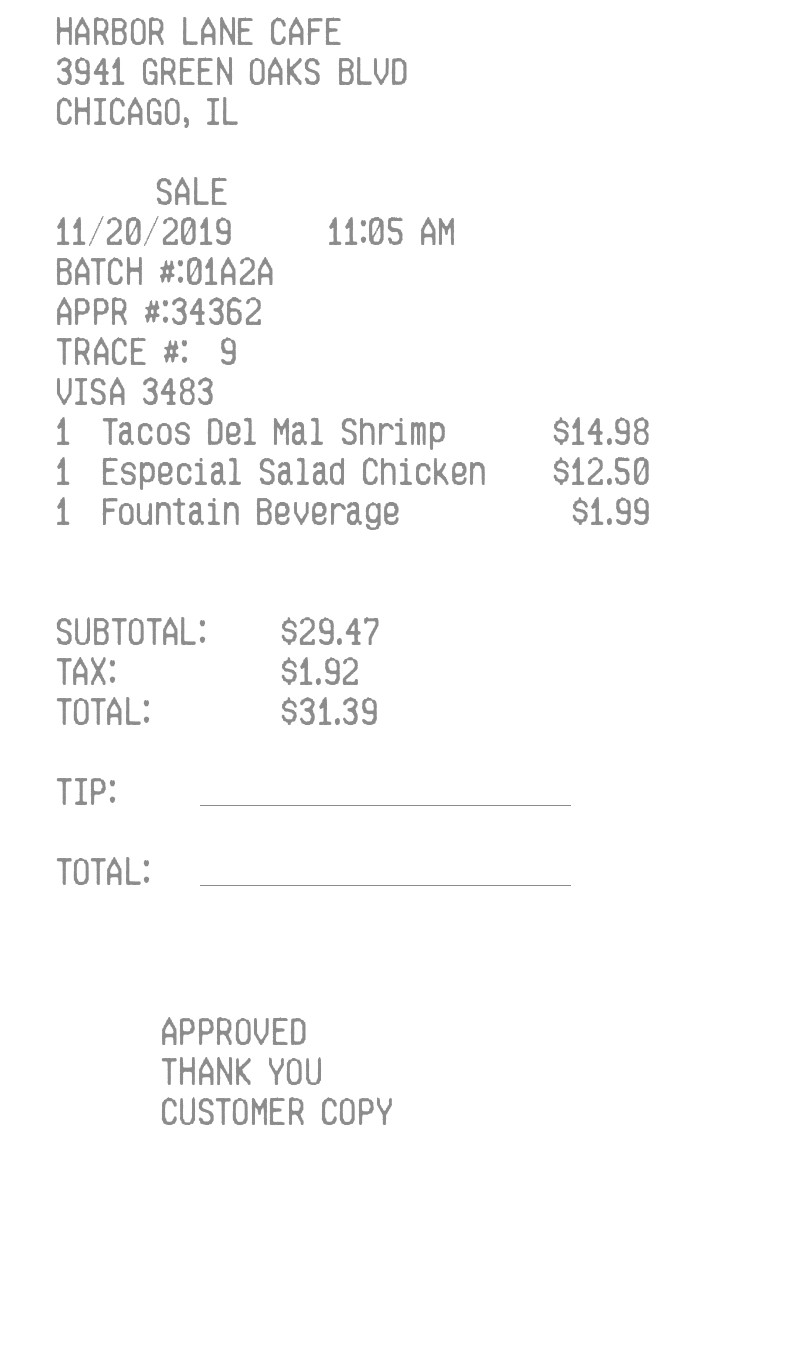 HARBOR LANE CAFE
3941 GREEN OAKS BLVD
CHICAGO, IL
SALE
11/20/2019 11:05 AM
BATCH #:01A2A
APPR #:34362
TRACE #: 9
VISA 3483
1 Tacos Del Mal Shrimp $14.98
1 Especial Salad Chicken $12.50
1 Fountain Beverage $1.99
SUBTOTAL: $29.47
TAX: $1.92
TOTAL: $31.39
TIP:
TOTAL:
APPROVED
THANK YOU
CUSTOMER COPY